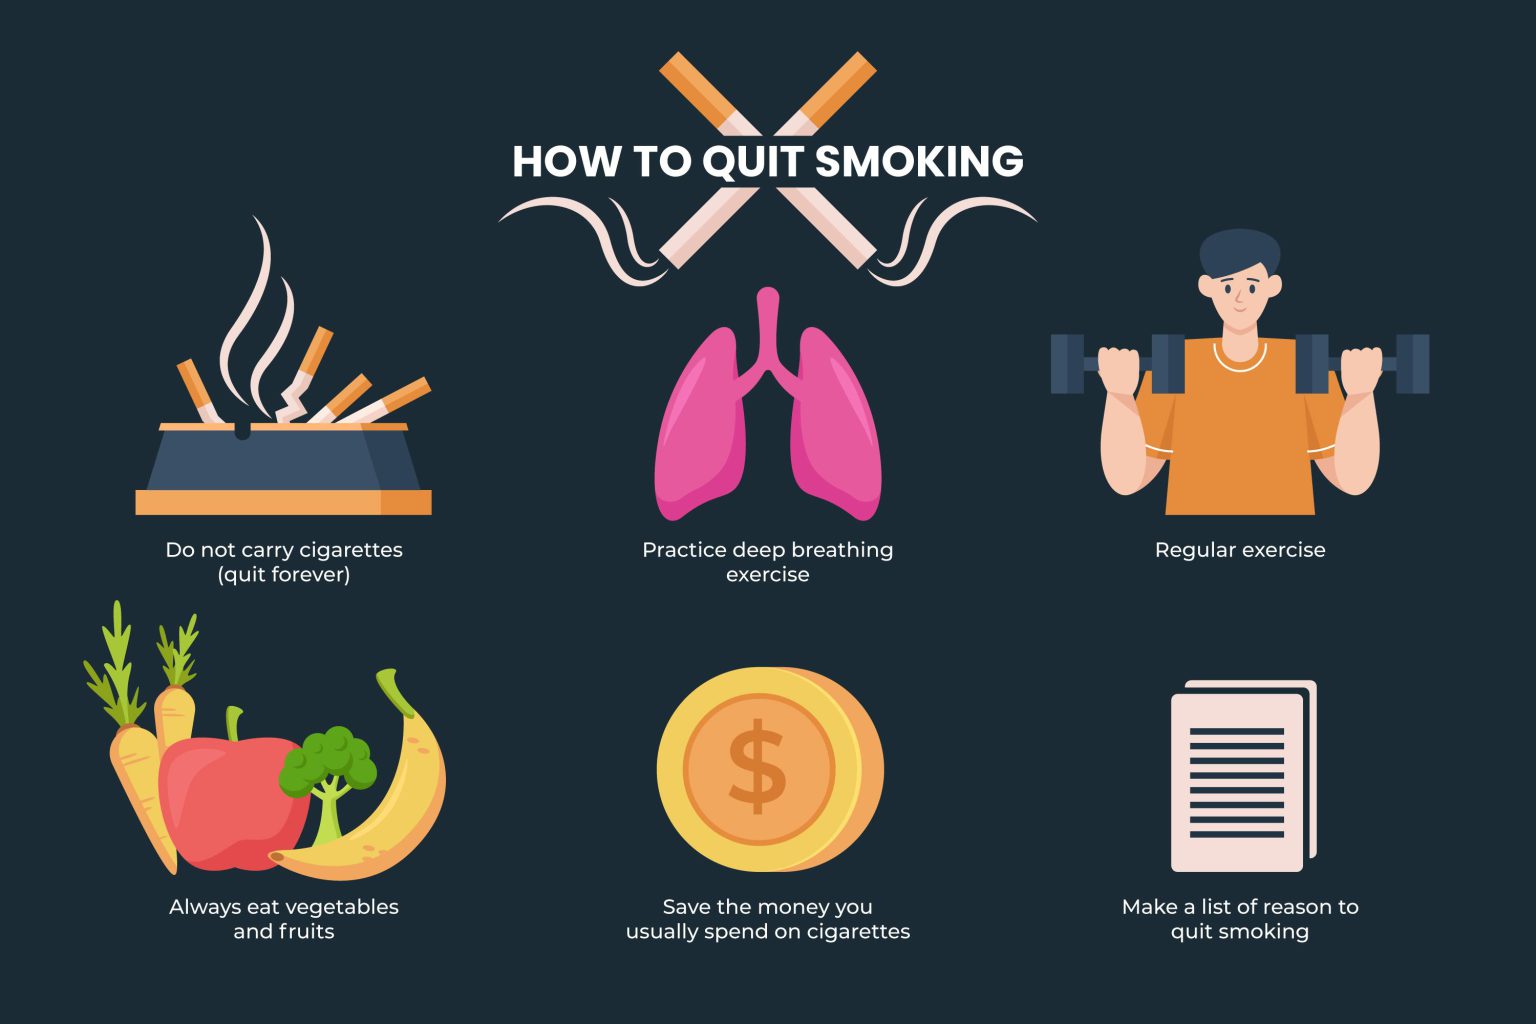 HOW TO QUIT SMOKING
Do not carry cigarettes
(quit forever)
Practice deep breathing
exercise
Regular exercise
$
Always eat vegetables
and fruits
Save the money you
usually spend on cigarettes
Make a list of reason to
quit smoking